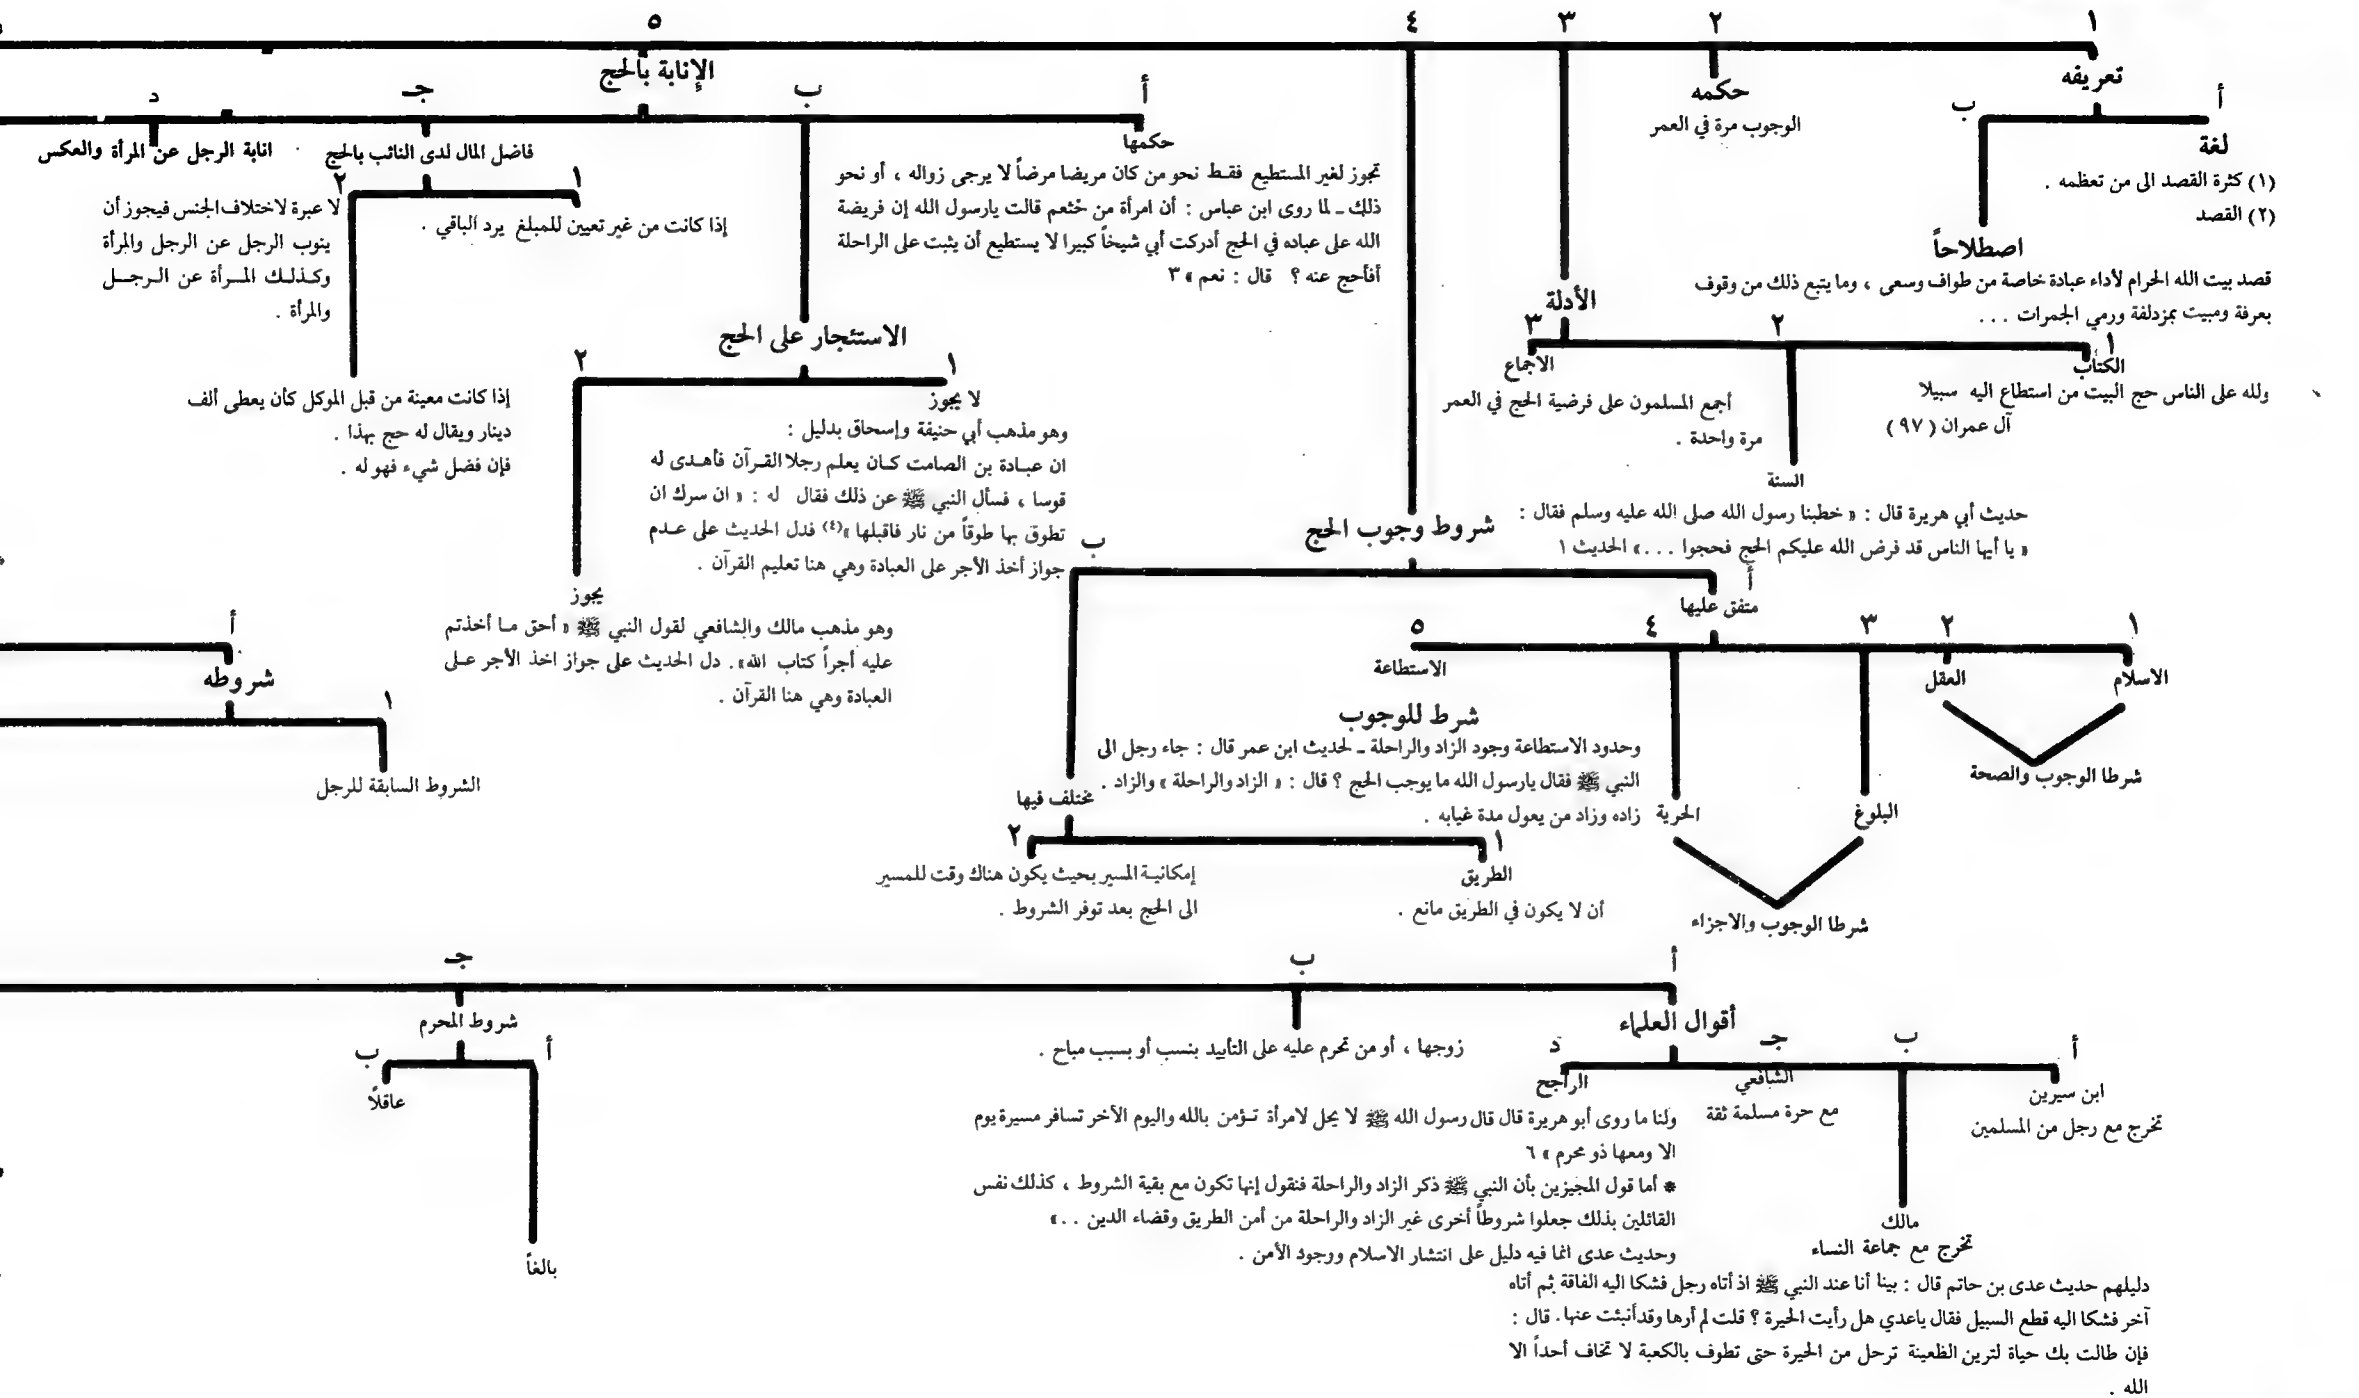 ١
٢
٣
٤
٥
تعريفه
أ
ب
لغة
(١) كثرة القصد الى من تعظمه .
(٢) القصد
اصطلاحاً
قصد بيت الله الحرام لأداء عبادة خاصة من طواف وسعى ، وما يتبع ذلك من وقوف
بعرفة ومبيت بمزدلفة ورمي الجمرات ...
حكمه
الوجوب مرة في العمر
الأدلة
١
٢
٣
الكتاب
ولله على الناس حج البيت من استطاع اليه سبيلا
آل عمران ( ٩٧ )
السنة
حديث أبي هريرة قال : « خطبنا رسول الله صلى الله عليه وسلم فقال :
« يا أيها الناس قد فرض الله عليكم الحج فحجوا ...» الحديث ١
الاجماع
أجمع المسلمون على فرضية الحج في العمر
مرة واحدة .
شروط وجوب الحج
أ
ب
متفق عليها
١
٢
٣
٤
٥
الاسلام
العقل
شرطا الوجوب والصحة
البلوغ
الحرية
شرطا الوجوب والاجزاء
الاستطاعة
شرط للوجوب
وحدود الاستطاعة وجود الزاد والراحلة ـ لحديث ابن عمر قال : جاء رجل الى
النبي ﷺ فقال يارسول الله ما يوجب الحج ؟ قال : « الزاد والراحلة » والزاد .
زاده وزاد من يعول مدة غيابه .
مختلف فيها
١
٢
الطريق
أن لا يكون في الطريق مانع .
إمكانية المسير بحيث يكون هناك وقت للمسير
الى الحج بعد توفر الشروط .
الإنابة بالحج
أ
ب
جـ
د
حكمها
تجوز لغير المستطيع فقط نحو من كان مريضا مرضاً لا يرجى زواله ، أو نحو
ذلك ـ لما روى ابن عباس : أن امرأة من خثعم قالت يارسول الله إن فريضة
الله على عباده في الحج أدركت أبي شيخاً كبيرا لا يستطيع أن يثبت على الراحلة
أفأحج عنه ؟ قال : نعم » ٣
الاستئجار على الحج
١
٢
لا يجوز
وهو مذهب أبي حنيفة وإسحاق بدليل :
ان عبادة بن الصامت كان يعلم رجلا القرآن فأهدى له
قوسا ، فسأل النبي ﷺ عن ذلك فقال له : « ان سرك ان
تطوق بها طوقاً من نار فاقبلها »(٤) فدل الحديث على عدم
جواز أخذ الأجر على العبادة وهي هنا تعليم القرآن .
يجوز
وهو مذهب مالك والشافعي لقول النبي ﷺ « أحق ما أخذتم
عليه أجراً كتاب الله» . دل الحديث على جواز اخذ الأجر على
العبادة وهي هنا القرآن .
فاضل المال لدى النائب بالحج
١
٢
إذا كانت من غير تعيين للمبلغ يرد الباقي .
إذا كانت معينة من قبل الموكل كأن يعطى ألف
دينار ويقال له حج بهذا .
فإن فضل شيء فهو له .
انابة الرجل عن المرأة والعكس
لا عبرة لاختلاف الجنس فيجوز أن
ينوب الرجل عن الرجل والمرأة
وكذلك المرأة عن الرجل
والمرأة .
أ
شروطه
١
الشروط السابقة للرجل
أ
ب
جـ
أقوال العلماء
أ
ب
جـ
د
ابن سيرين
تخرج مع رجل من المسلمين
مالك
تخرج مع جماعة النساء
دليلهم حديث عدى بن حاتم قال : بينا أنا عند النبي ﷺ اذ أتاه رجل فشكا اليه الفاقة ثم أتاه
آخر فشكا اليه قطع السبيل فقال ياعدي هل رأيت الحيرة ؟ قلت لم أرها وقد أنبئت عنها . قال :
فإن طالت بك حياة لترين الظعينة ترحل من الحيرة حتى تطوف بالكعبة لا تخاف أحداً الا
الله .
الشافعي
مع حرة مسلمة ثقة
الراجح
ولنا ما روى أبو هريرة قال قال رسول الله ﷺ لا يحل لامرأة تؤمن بالله واليوم الآخر تسافر مسيرة يوم
الا ومعها ذو محرم » ٦
* أما قول المجيزين بأن النبي ﷺ ذكر الزاد والراحلة فنقول إنها تكون مع بقية الشروط ، كذلك نفس
القائلين بذلك جعلوا شروطاً أخرى غير الزاد والراحلة من أمن الطريق وقضاء الدين . .»
وحديث عدى انما فيه دليل على انتشار الاسلام ووجود الأمن .
زوجها ، أو من تحرم عليه على التأبيد بنسب أو بسبب مباح .
شروط المحرم
أ
ب
بالغاً
عاقلاً